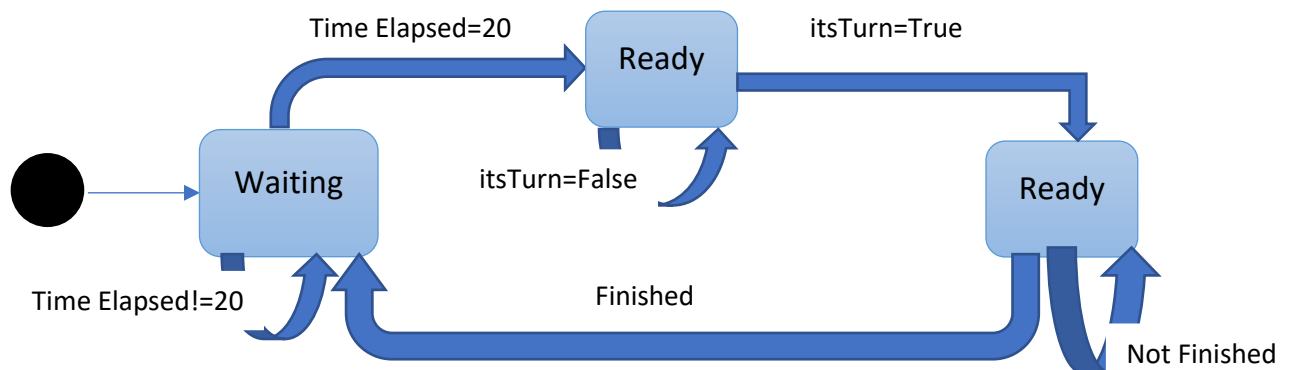 Time Elapsed=20
Ready
itsTurn=True
Waiting
itsTurn=False
Ready
Time Elapsed!=20
Finished
Not Finished